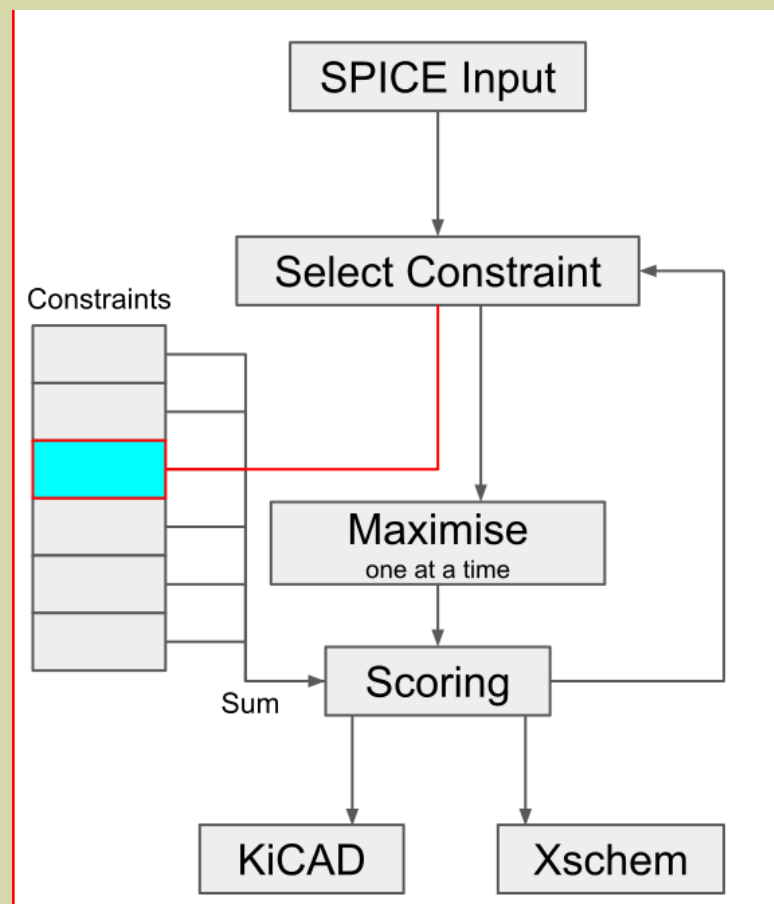 SPICE Input
Select Constraint
Constraints
Maximise
one at a time
Scoring
Sum
KiCAD
Xschem